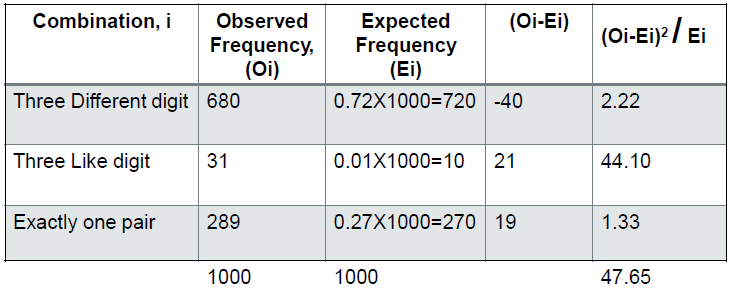 Combination, i Observed Frequency, (Oi) Expected Frequency (Ei) (Oi-Ei) (Oi-Ei)² / Ei
Three Different digit 680 0.72X1000=720 -40 2.22
Three Like digit 31 0.01X1000=10 21 44.10
Exactly one pair 289 0.27X1000=270 19 1.33
1000 1000 47.65